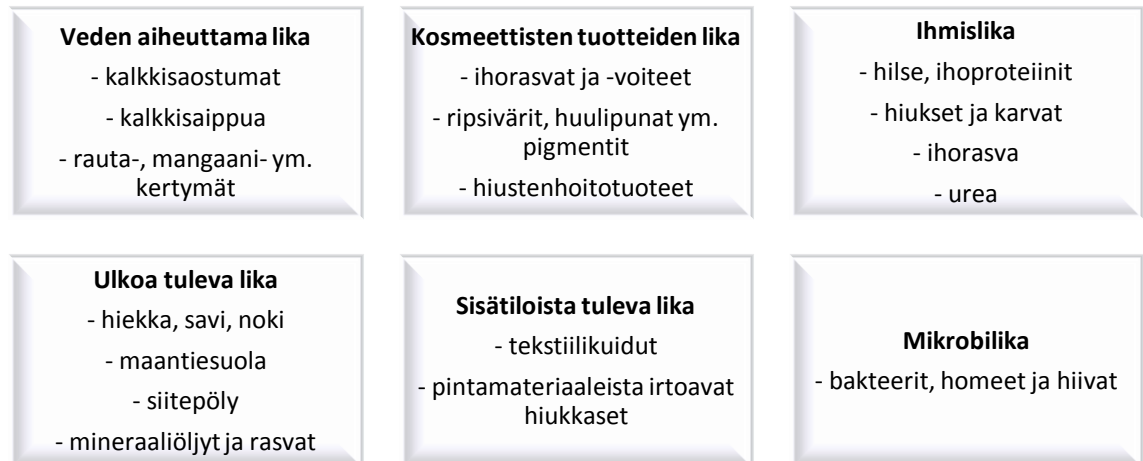 Veden aiheuttama lika
- kalkkisaostumat
- kalkkisaippua
- rauta-, mangaani- ym.
kertymät
Kosmeettisten tuotteiden lika
- ihorasvat ja -voiteet
- ripsivärit, huulipunat ym.
pigmentit
- hiustenhoitotuoteet
Ihmislika
- hilse, ihoproteiinit
- hiukset ja karvat
- ihorasva
- urea
Ulkoa tuleva lika
- hiekka, savi, noki
- maantiesuola
- siitepöly
- mineraaliöljyt ja rasvat
Sisätiloista tuleva lika
- tekstiilikuidut
- pintamateriaaleista irtoavat
hiukkaset
Mikrobilika
- bakteerit, homeet ja hiivat